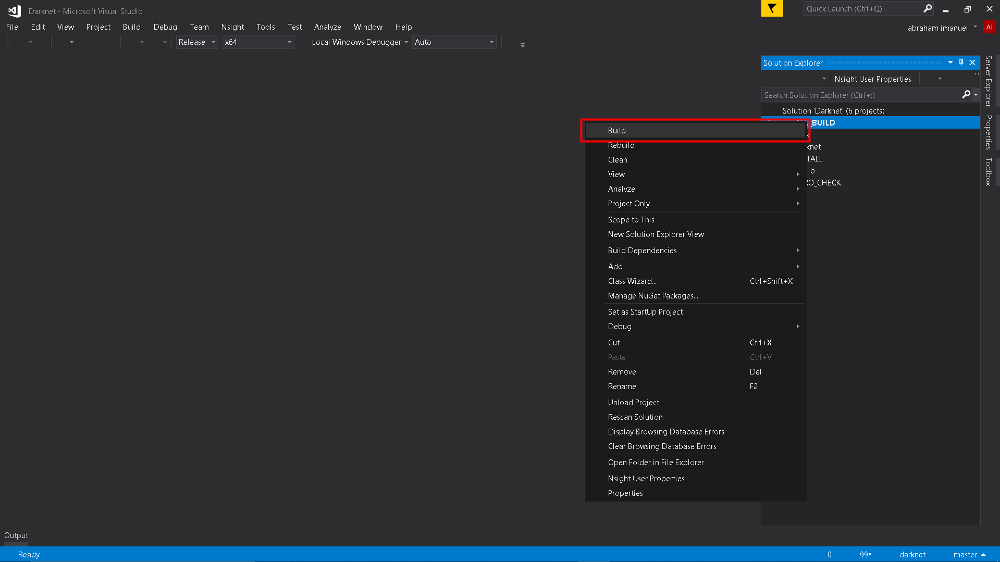 Darknet - Microsoft Visual Studio
Quick Launch (Ctrl+Q)
File Edit View Project Build Debug Team Nsight Tools Test Analyze Window Help
abraham imanuel
AI
Release x64 Local Windows Debugger Auto
Solution Explorer
Nsight User Properties
Search Solution Explorer (Ctrl+;)
Solution 'Darknet' (6 projects)
_BUILD
knet
TALL
ib
RO_CHECK
Build
Rebuild
Clean
View
Analyze
Project Only
Scope to This
New Solution Explorer View
Build Dependencies
Add
Class Wizard... Ctrl+Shift+X
Manage NuGet Packages...
Set as StartUp Project
Debug
Cut Ctrl+X
Paste Ctrl+V
Remove Del
Rename F2
Unload Project
Rescan Solution
Display Browsing Database Errors
Clear Browsing Database Errors
Open Folder in File Explorer
Nsight User Properties
Properties
Server Explorer
Properties
Toolbox
Output
Ready 0 99* darknet master